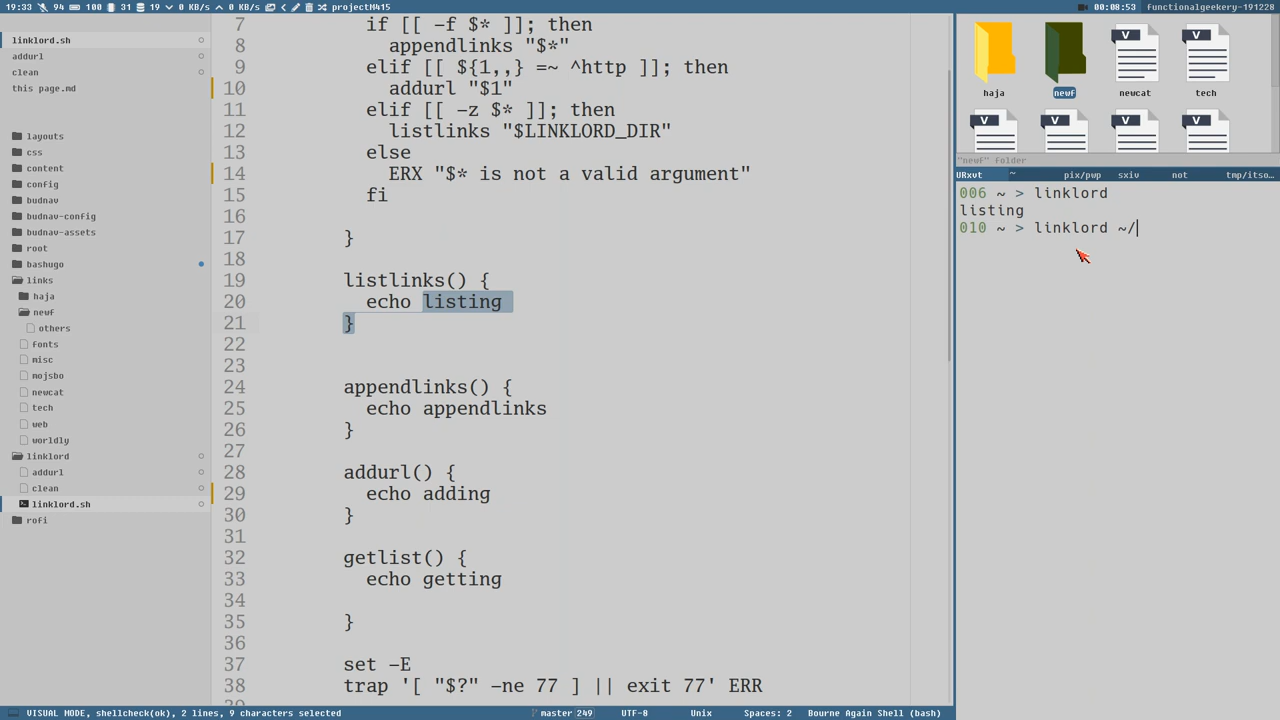 19:33 94 100 31 19 0 KB/s 0 KB/s projectM415
00:08:53 functionalgeekery-191228
linklord.sh
addurl
clean
this page.md
layouts
css
content
config
budnav
budnav-config
budnav-assets
root
bashugo
links
haja
newf
others
fonts
misc
mojsbo
newcat
tech
web
worldly
linklord
addurl
clean
linklord.sh
rofi
7 if [[ -f $* ]]; then
8 appendlinks "$*"
9 elif [[ ${1,,} =~ ^http ]]; then
10 addurl "$1"
11 elif [[ -z $* ]]; then
12 listlinks "$LINKLORD_DIR"
13 else
14 ERX "$* is not a valid argument"
15 fi
16
17 }
18
19 listlinks() {
20 echo listing
21 }
22
23
24 appendlinks() {
25 echo appendlinks
26 }
27
28 addurl() {
29 echo adding
30 }
31
32 getlist() {
33 echo getting
34
35 }
36
37 set -E
38 trap '[ "$?" -ne 77 ] || exit 77' ERR
haja newf newcat tech
"newf" folder
URxvt ~ pix/pwp sxiv not tmp/itso...
006 ~ > linklord
listing
010 ~ > linklord ~/
VISUAL MODE, shellcheck(ok), 2 lines, 9 characters selected
master 249 UTF-8 Unix Spaces: 2 Bourne Again Shell (bash)